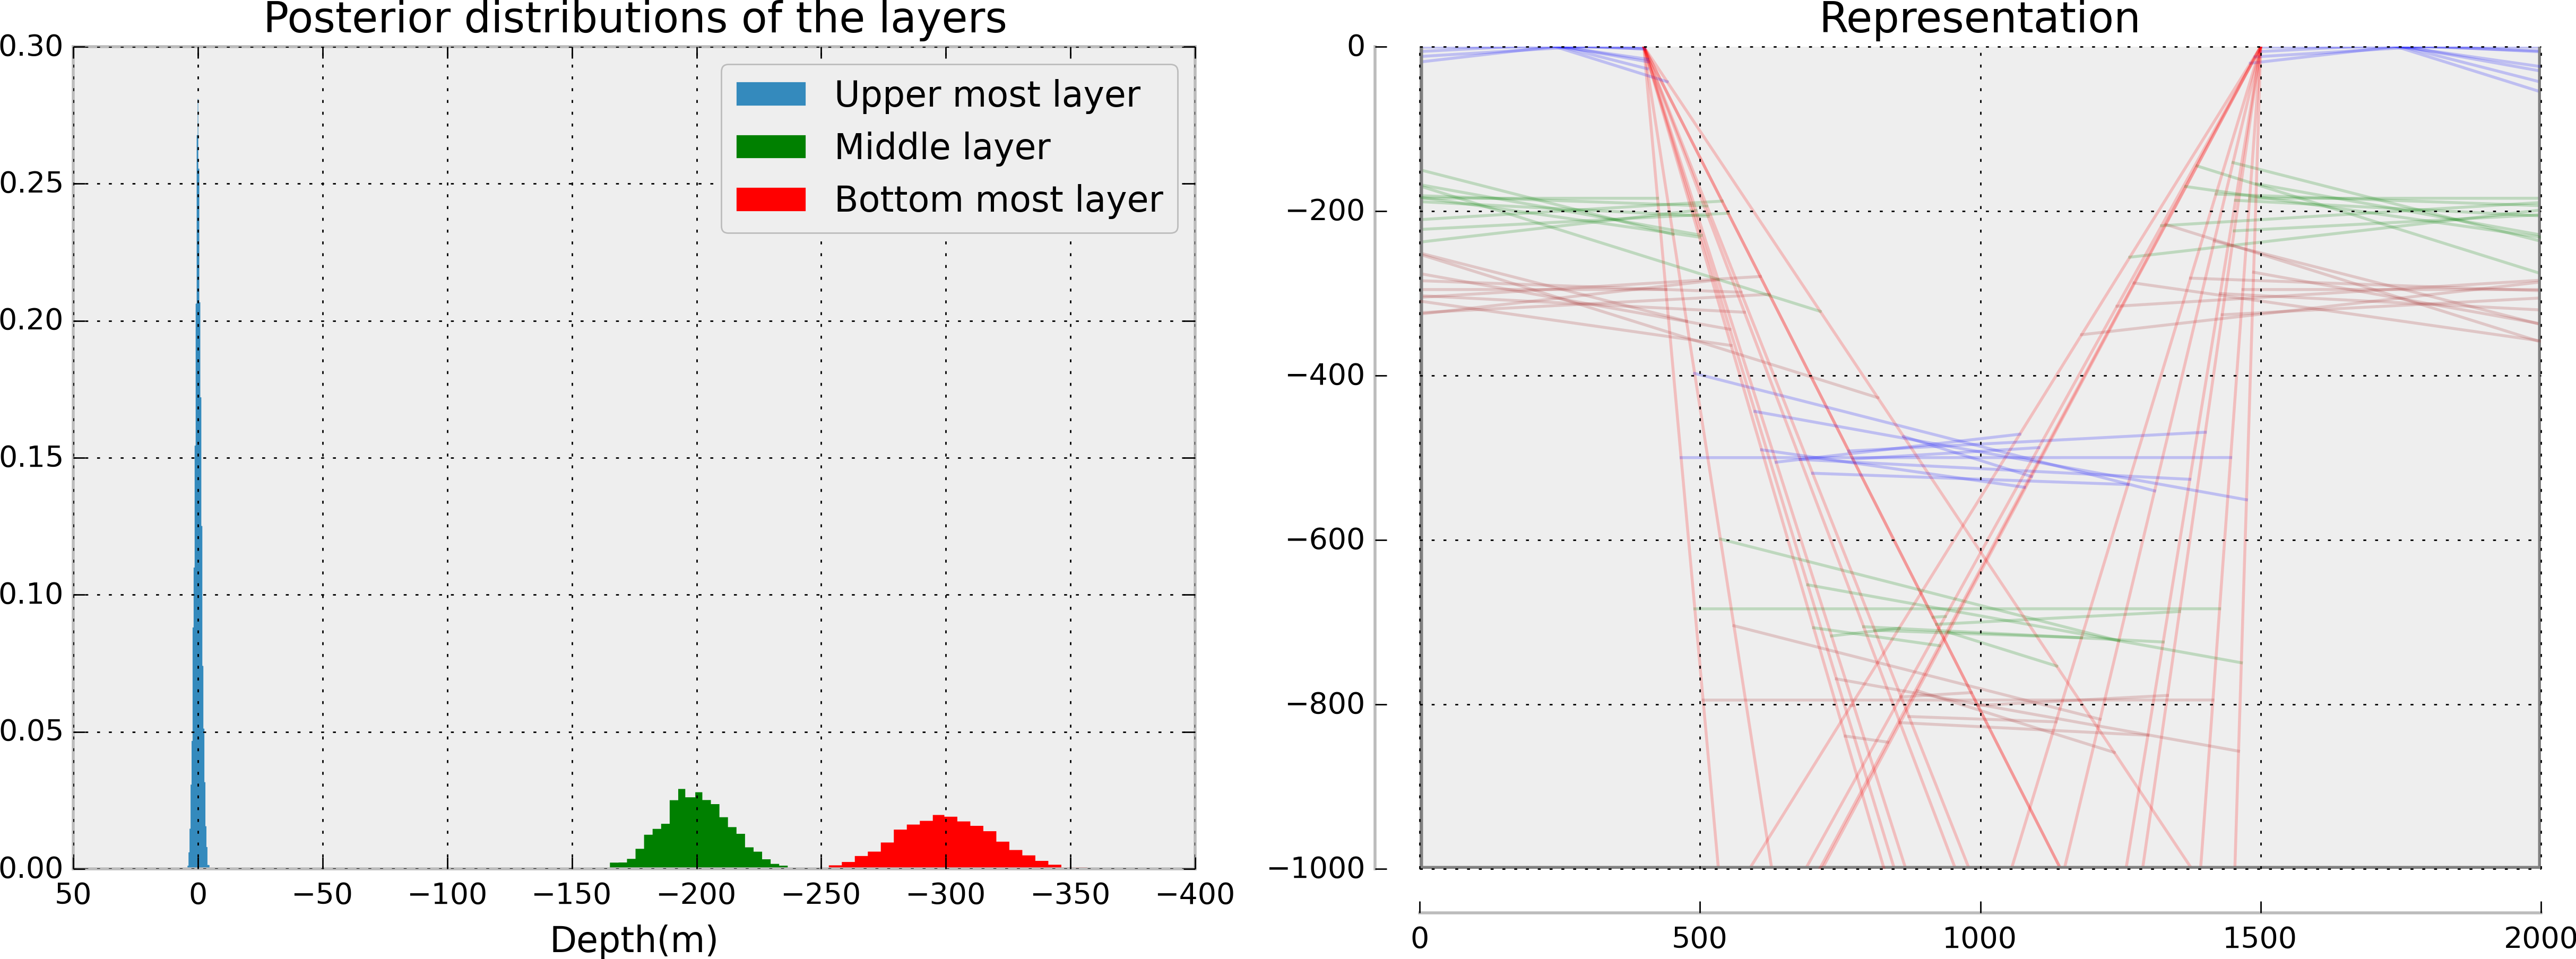 Posterior distributions of the layers
0.30
0.25
0.20
0.15
0.10
0.05
0.00
Upper most layer
Middle layer
Bottom most layer
50 0 −50 −100 −150 −200 −250 −300 −350 −400
Depth(m)
Representation
0
−200
−400
−600
−800
−1000
0 500 1000 1500 2000